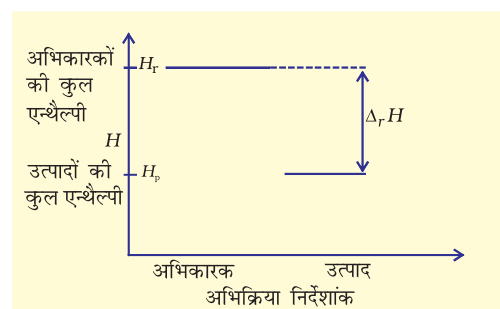 अभिकारकों
की कुल
एन्थैल्पी
Hr
ΔrH
H
उत्पादों की
कुल एन्थैल्पी
Hp
अभिकारक
उत्पाद
अभिक्रिया निर्देशांक